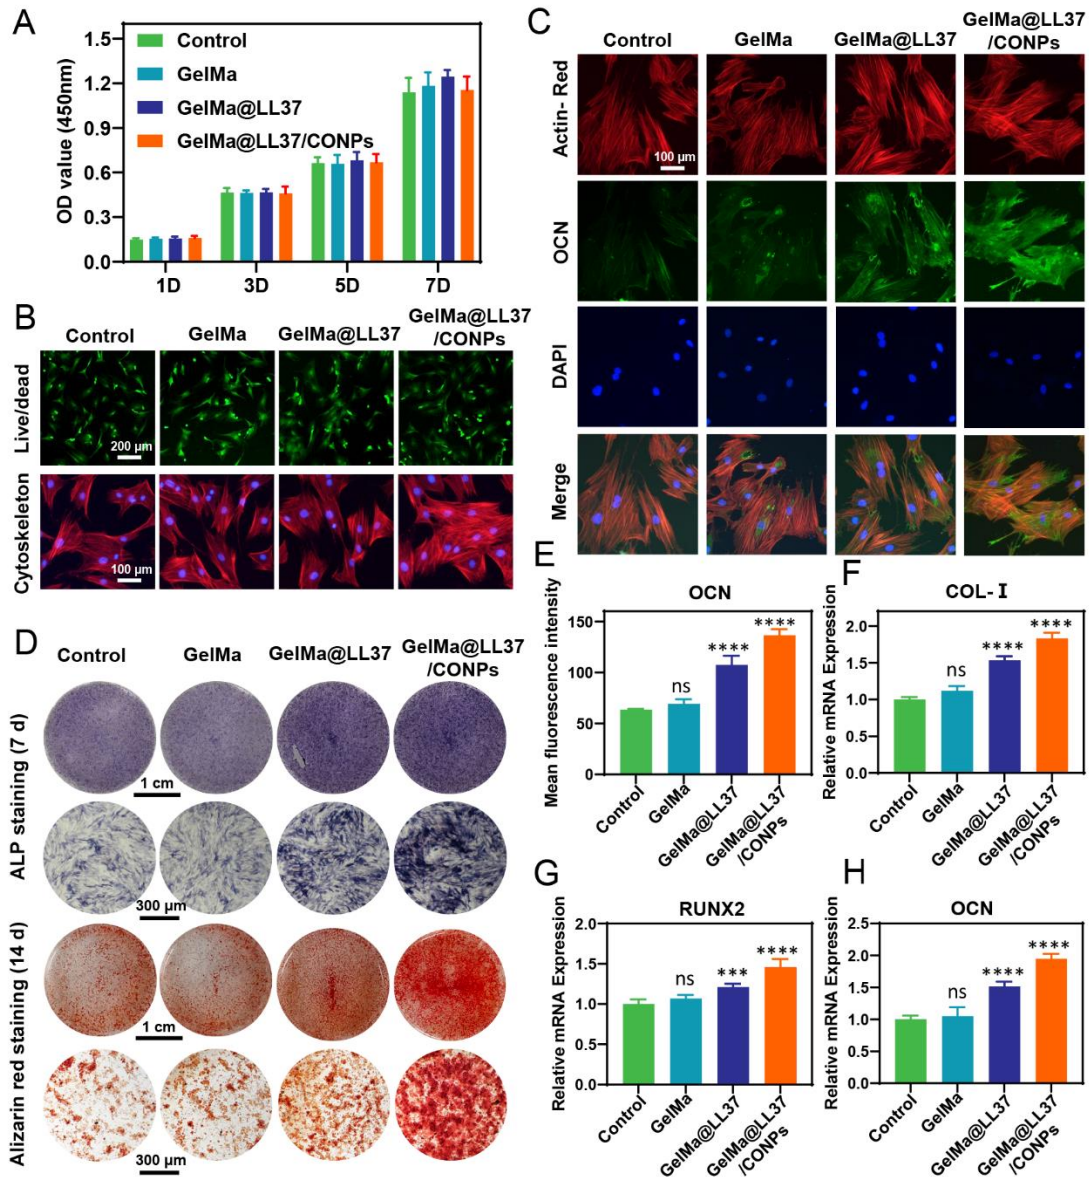 A
OD value (450nm)
1.5
1.2
0.9
0.6
0.3
0.0
Control
GelMa
GelMa@LL37
GelMa@LL37/CONPs
1D 3D 5D 7D
B
Control GelMa GelMa@LL37 GelMa@LL37
/CONPs
Live/dead
200 μm
Cytoskeleton
100 μm
C
Control GelMa GelMa@LL37 GelMa@LL37
/CONPs
Actin- Red
100 μm
OCN
DAPI
Merge
D
Control GelMa GelMa@LL37 GelMa@LL37
/CONPs
ALP staining (7 d)
1 cm
300 μm
Alizarin red staining (14 d)
1 cm
300 μm
E
OCN
Mean fluorescence intensity
150
100
50
0
ns **** ****
Control GelMa GelMa@LL37 GelMa@LL37
/CONPs
F
COL-Ⅰ
Relative mRNA Expression
2.0
1.5
1.0
0.5
0.0
ns **** ****
Control GelMa GelMa@LL37 GelMa@LL37
/CONPs
G
RUNX2
Relative mRNA Expression
2.0
1.5
1.0
0.5
0.0
ns *** ****
Control GelMa GelMa@LL37 GelMa@LL37
/CONPs
H
OCN
Relative mRNA Expression
2.5
2.0
1.5
1.0
0.5
0.0
ns **** ****
Control GelMa GelMa@LL37 GelMa@LL37
/CONPs